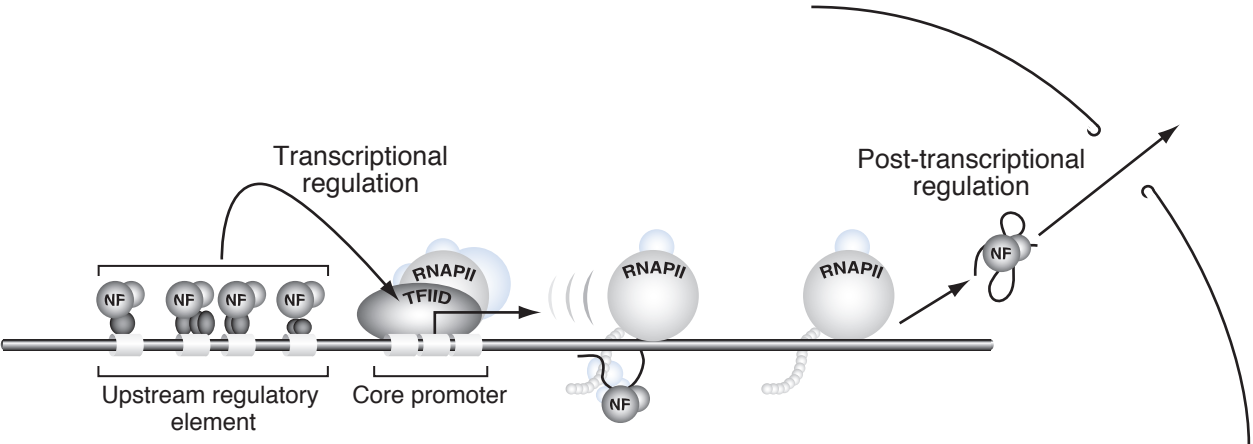 Transcriptional
regulation
Post-transcriptional
regulation
NF
NF
NF
NF
RNAPII
TFIID
RNAPII
RNAPII
NF
NF
Upstream regulatory
element
Core promoter